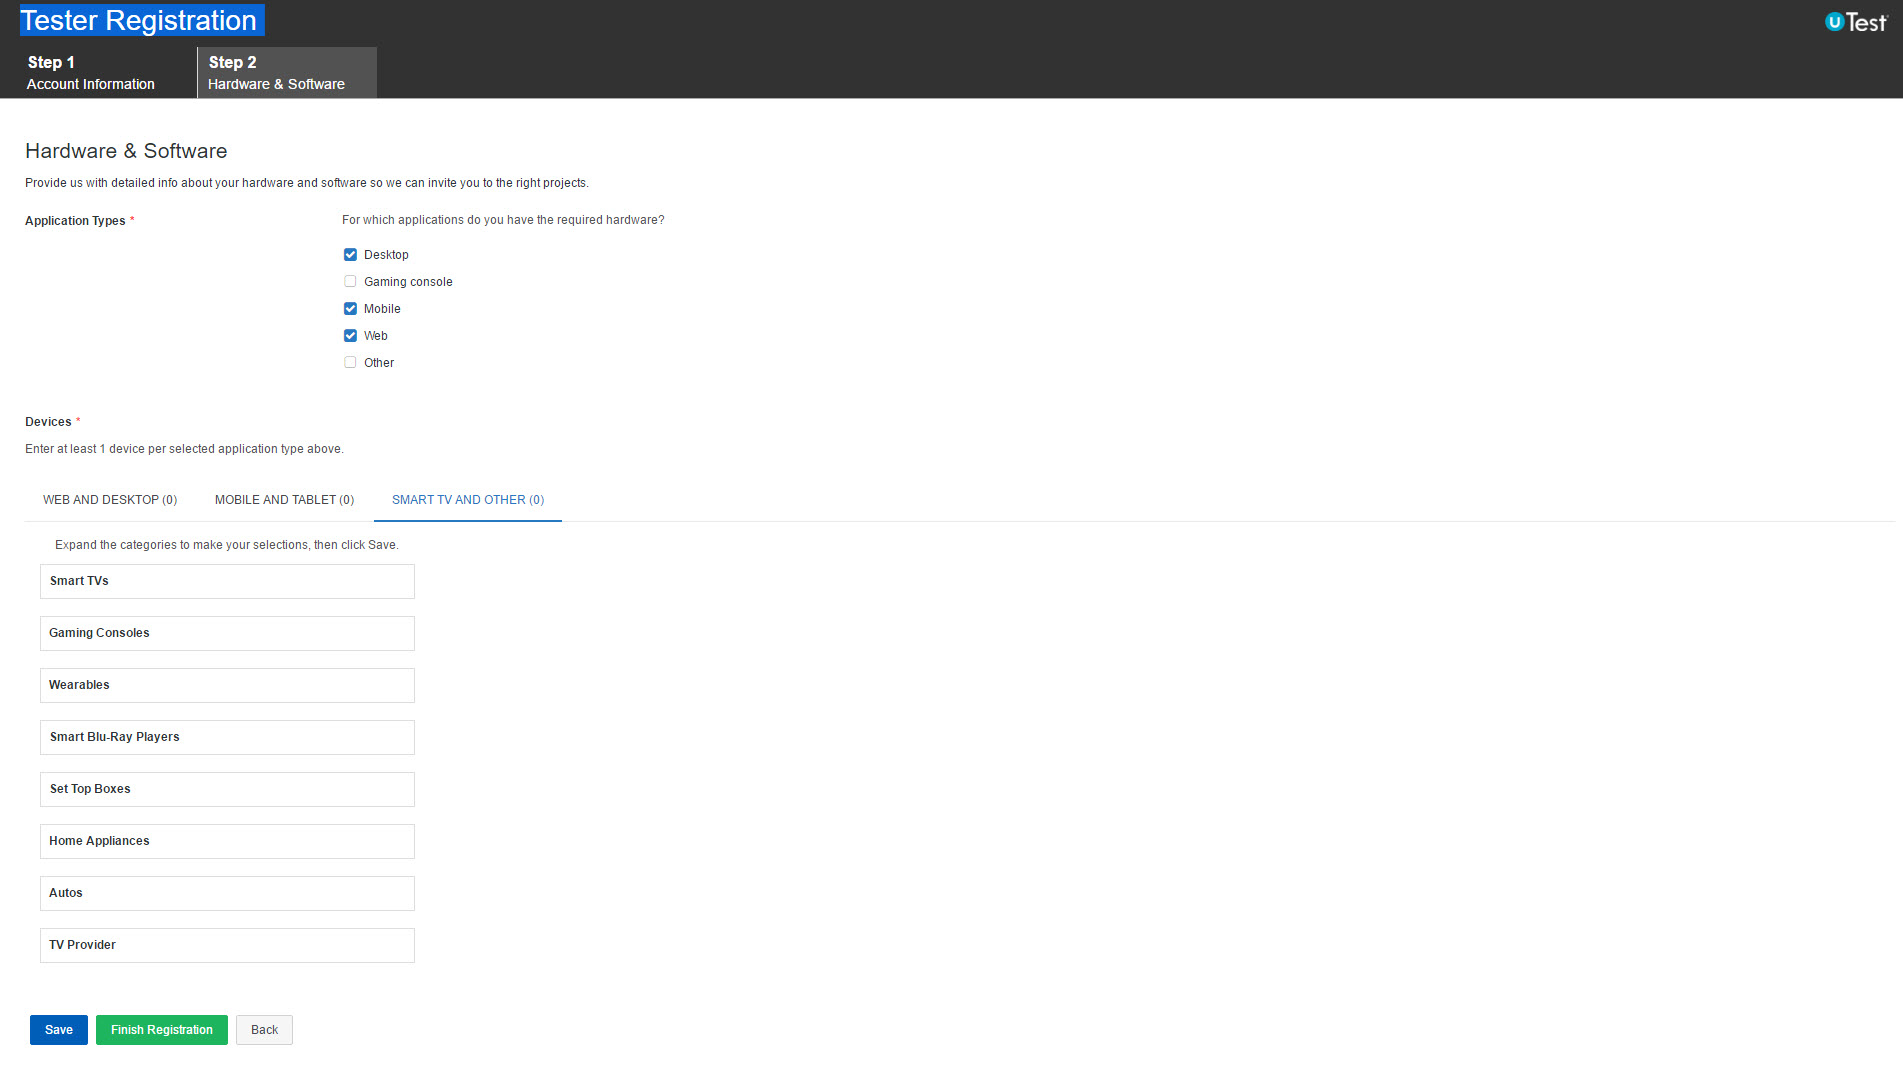 Tester Registration
uTest
Step 1
Account Information
Step 2
Hardware & Software
Hardware & Software
Provide us with detailed info about your hardware and software so we can invite you to the right projects.
Application Types *
For which applications do you have the required hardware?
Desktop
Gaming console
Mobile
Web
Other
Devices *
Enter at least 1 device per selected application type above.
WEB AND DESKTOP (0)
MOBILE AND TABLET (0)
SMART TV AND OTHER (0)
Expand the categories to make your selections, then click Save.
Smart TVs
Gaming Consoles
Wearables
Smart Blu-Ray Players
Set Top Boxes
Home Appliances
Autos
TV Provider
Save
Finish Registration
Back